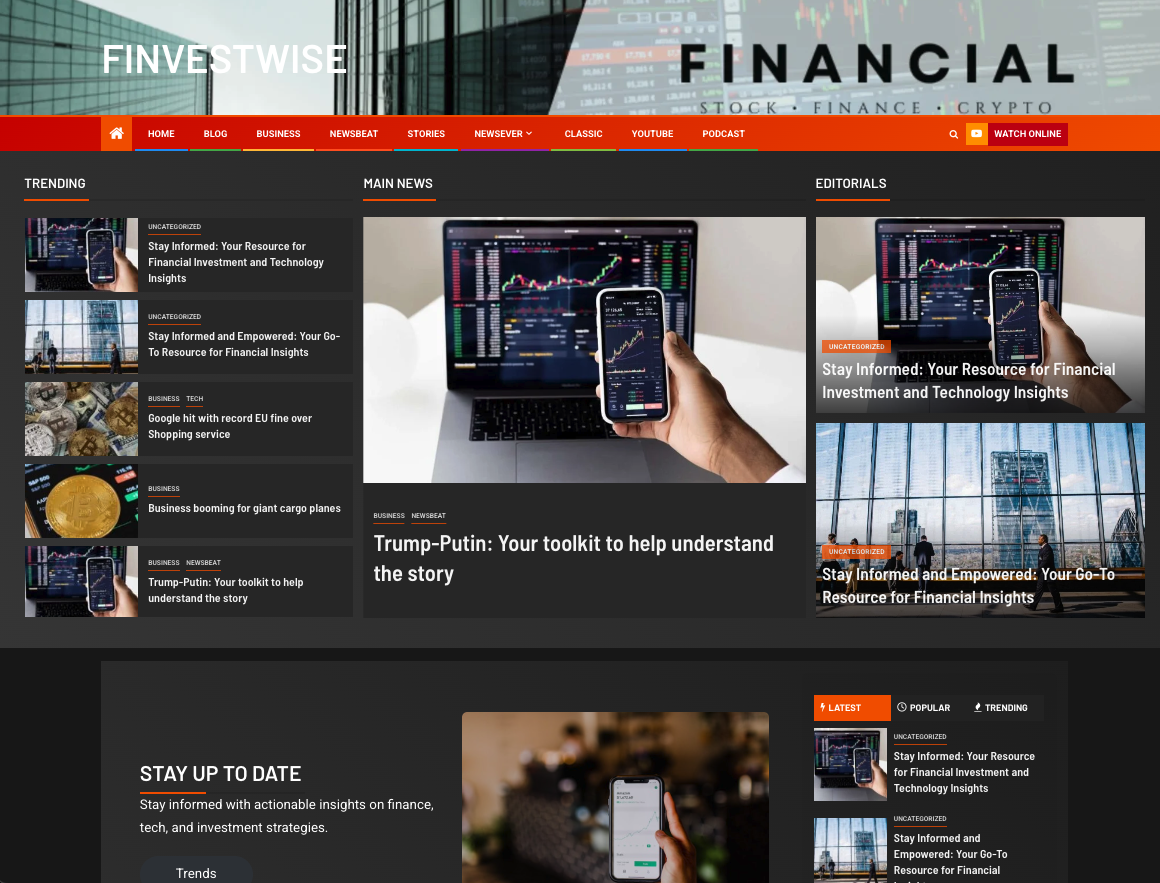 FINVESTWISE
FINANCIAL
STOCK • FINANCE • CRYPTO
HOME BLOG BUSINESS NEWSBEAT STORIES NEWSEVER CLASSIC YOUTUBE PODCAST WATCH ONLINE
TRENDING
UNCATEGORIZED
Stay Informed: Your Resource for
Financial Investment and Technology
Insights
UNCATEGORIZED
Stay Informed and Empowered: Your Go-
To Resource for Financial Insights
BUSINESS TECH
Google hit with record EU fine over
Shopping service
BUSINESS
Business booming for giant cargo planes
BUSINESS NEWSBEAT
Trump-Putin: Your toolkit to help
understand the story
MAIN NEWS
BUSINESS NEWSBEAT
Trump-Putin: Your toolkit to help understand
the story
EDITORIALS
UNCATEGORIZED
Stay Informed: Your Resource for Financial
Investment and Technology Insights
UNCATEGORIZED
Stay Informed and Empowered: Your Go-To
Resource for Financial Insights
STAY UP TO DATE
Stay informed with actionable insights on finance,
tech, and investment strategies.
Trends
LATEST POPULAR TRENDING
UNCATEGORIZED
Stay Informed: Your Resource
for Financial Investment and
Technology Insights
UNCATEGORIZED
Stay Informed and
Empowered: Your Go-To
Resource for Financial